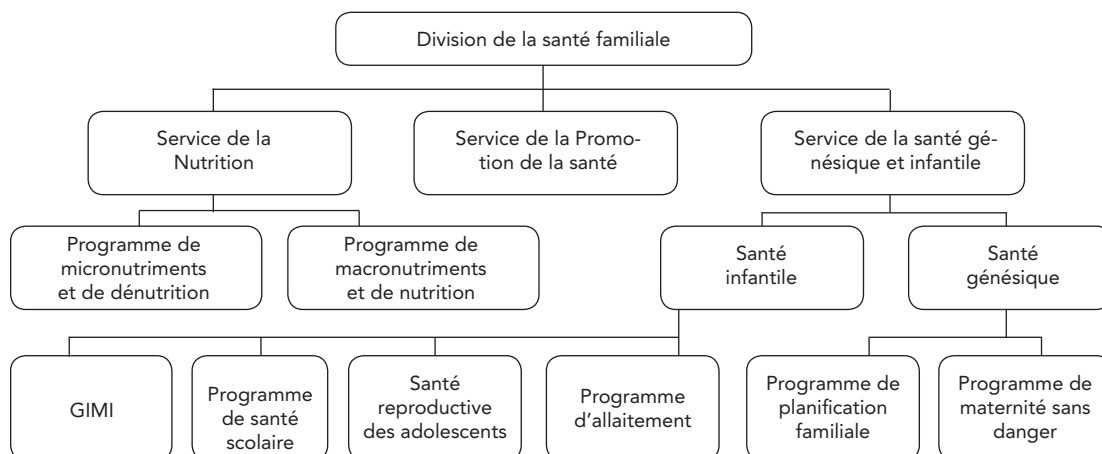 Division de la santé familiale
Service de la
Nutrition
Service de la Promo-
tion de la santé
Service de la santé gé-
nésique et infantile
Programme de
micronutriments
et de dénutrition
Programme de
macronutriments
et de nutrition
Santé
infantile
Santé
génésique
GIMI
Programme
de santé
scolaire
Santé
reproductive
des adolescents
Programme
d’allaitement
Programme de
planification
familiale
Programme de
maternité sans
danger